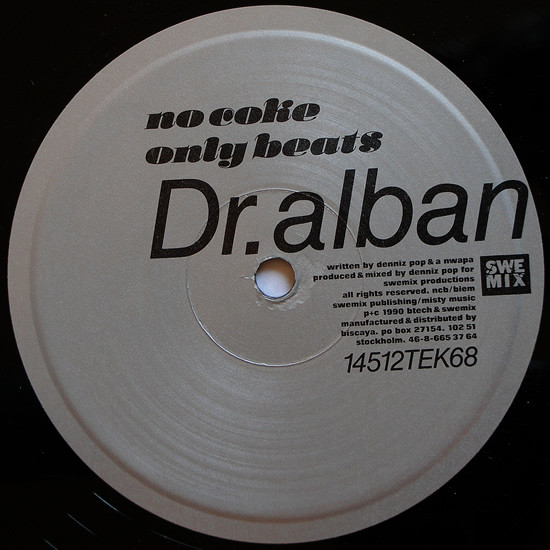 no coke
only beats
Dr. alban
written by denniz pop & a nwapa
produced & mixed by denniz pop for
swemix productions
all rights reserved. ncb/biem
swemix publishing/misty music
p+c 1990 btech & swemix
manufactured & distributed by
biscaya. po box 27154. 102 51
stockholm. 46-8-665 37 64
SWE
MIX
14512TEK68